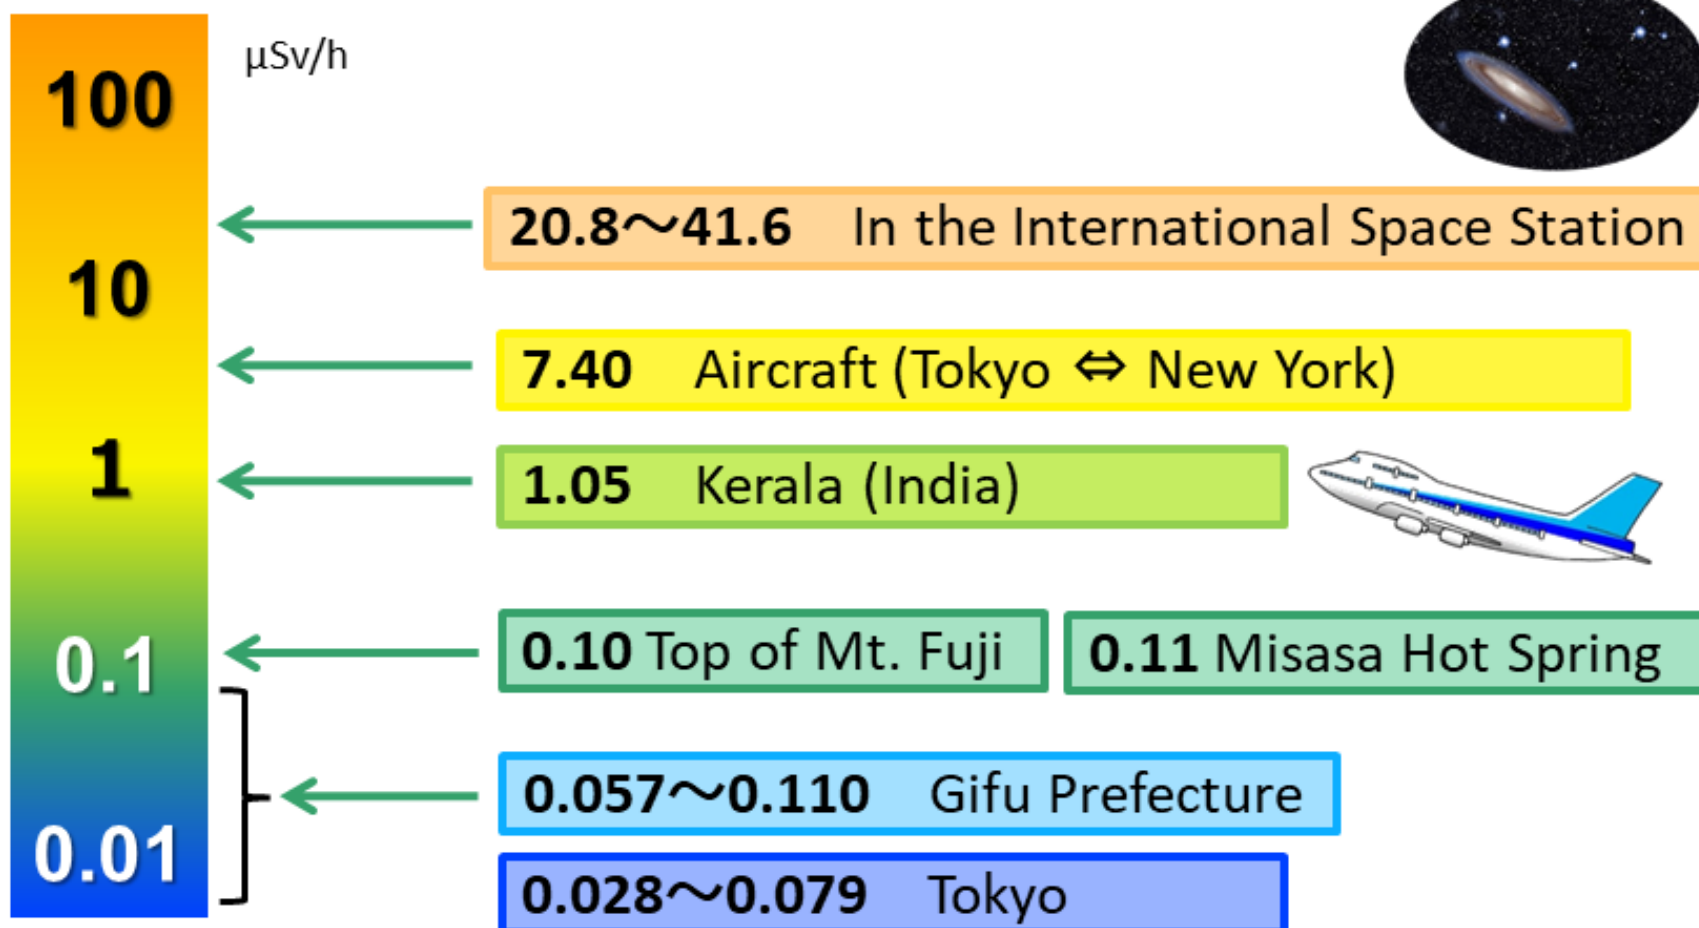 μSv/h
100
20.8～41.6 In the International Space Station
10
7.40 Aircraft (Tokyo ⇔ New York)
1
1.05 Kerala (India)
0.1
0.10 Top of Mt. Fuji
0.11 Misasa Hot Spring
0.057～0.110 Gifu Prefecture
0.01
0.028～0.079 Tokyo